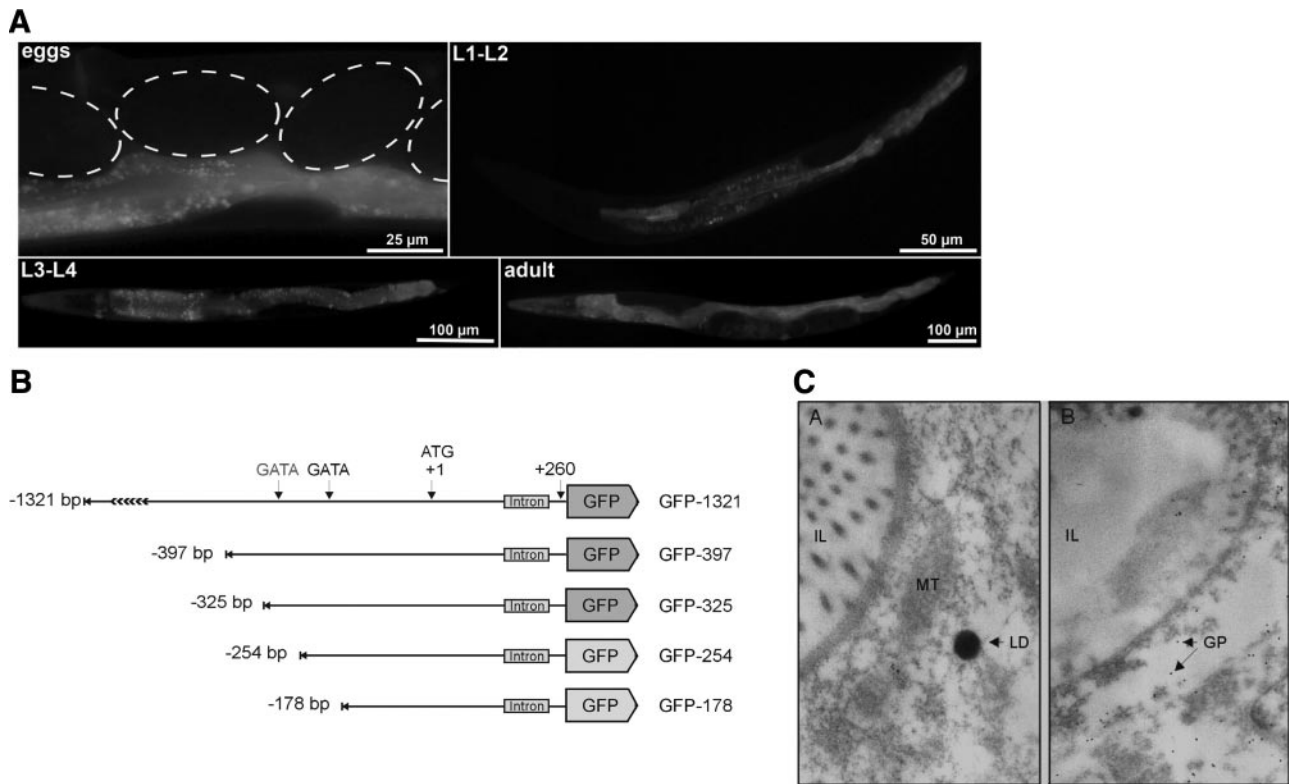 A
eggs
L1-L2
25 µm
50 µm
L3-L4
adult
100 µm
100 µm
B
C
GATA GATA ATG +1 +260
-1321 bp Intron GFP GFP-1321
-397 bp Intron GFP GFP-397
-325 bp Intron GFP GFP-325
-254 bp Intron GFP GFP-254
-178 bp Intron GFP GFP-178
A
IL
MT
LD
B
IL
GP